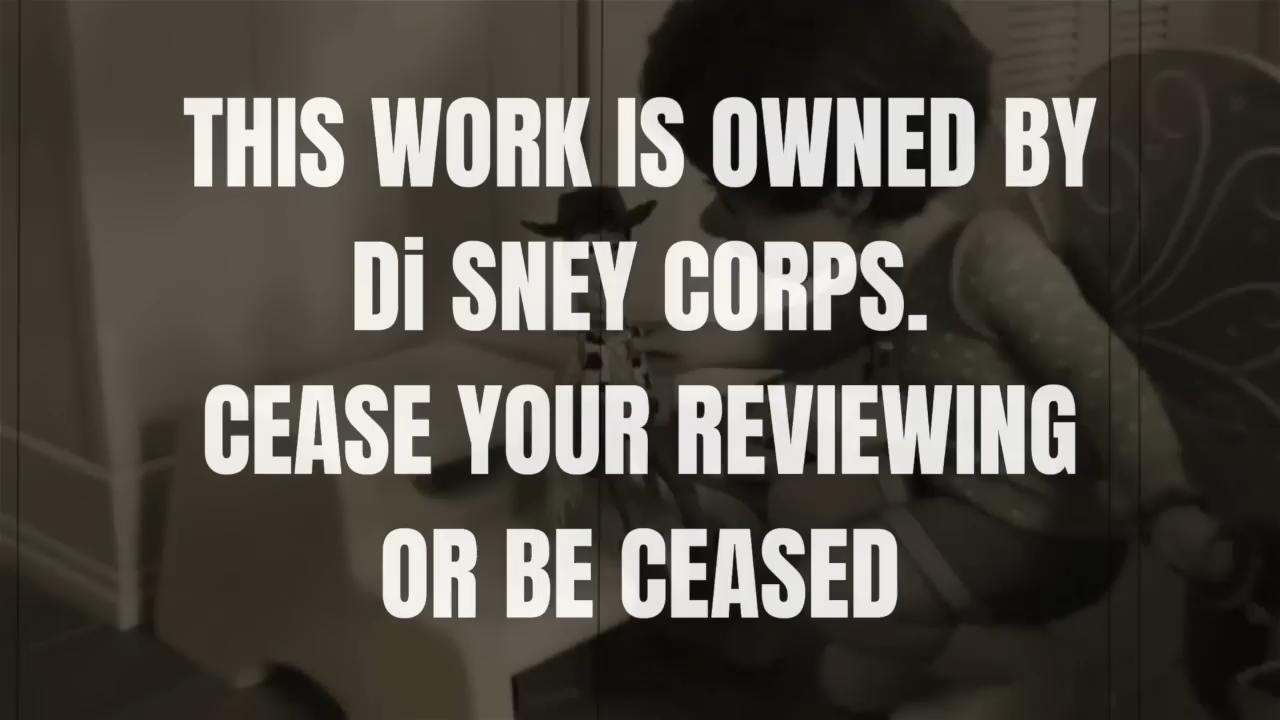 THIS WORK IS OWNED BY
Di SNEY CORPS.
CEASE YOUR REVIEWING
OR BE CEASED